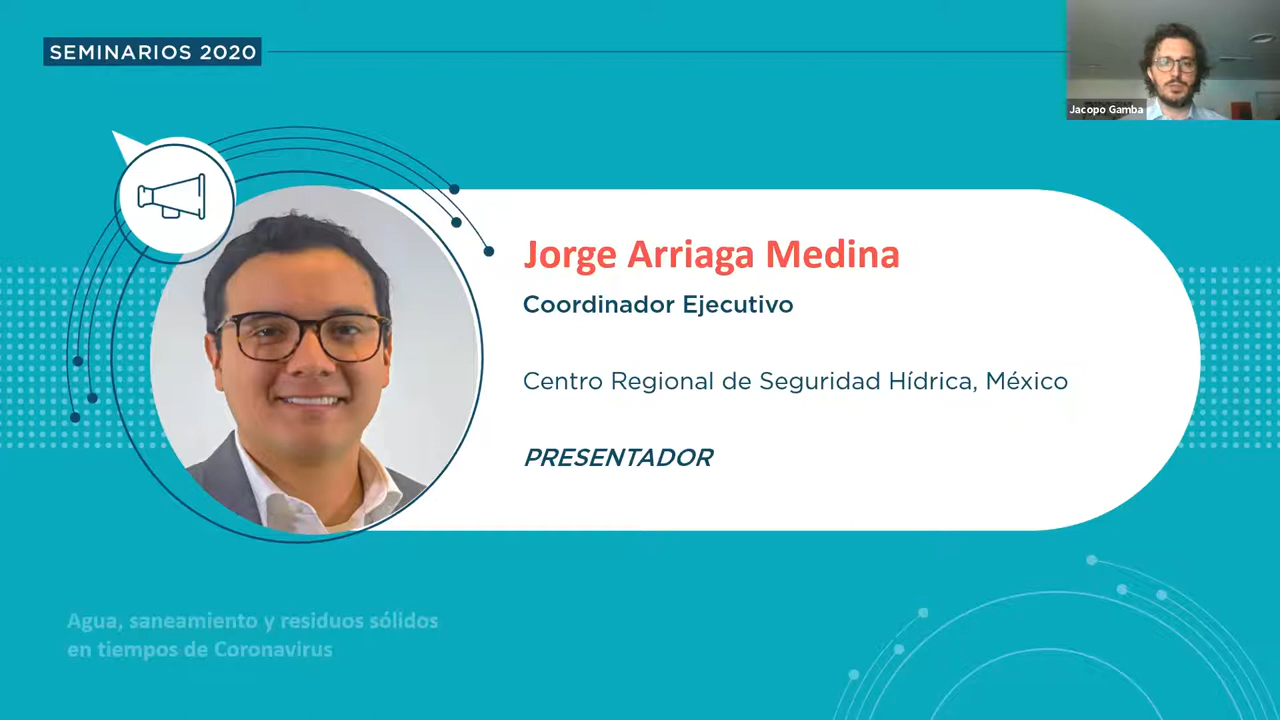 SEMINARIOS 2020
Jacopo Gamba
Jorge Arriaga Medina
Coordinador Ejecutivo
Centro Regional de Seguridad Hídrica, México
PRESENTADOR
Agua, saneamiento y residuos sólidos
en tiempos de Coronavirus